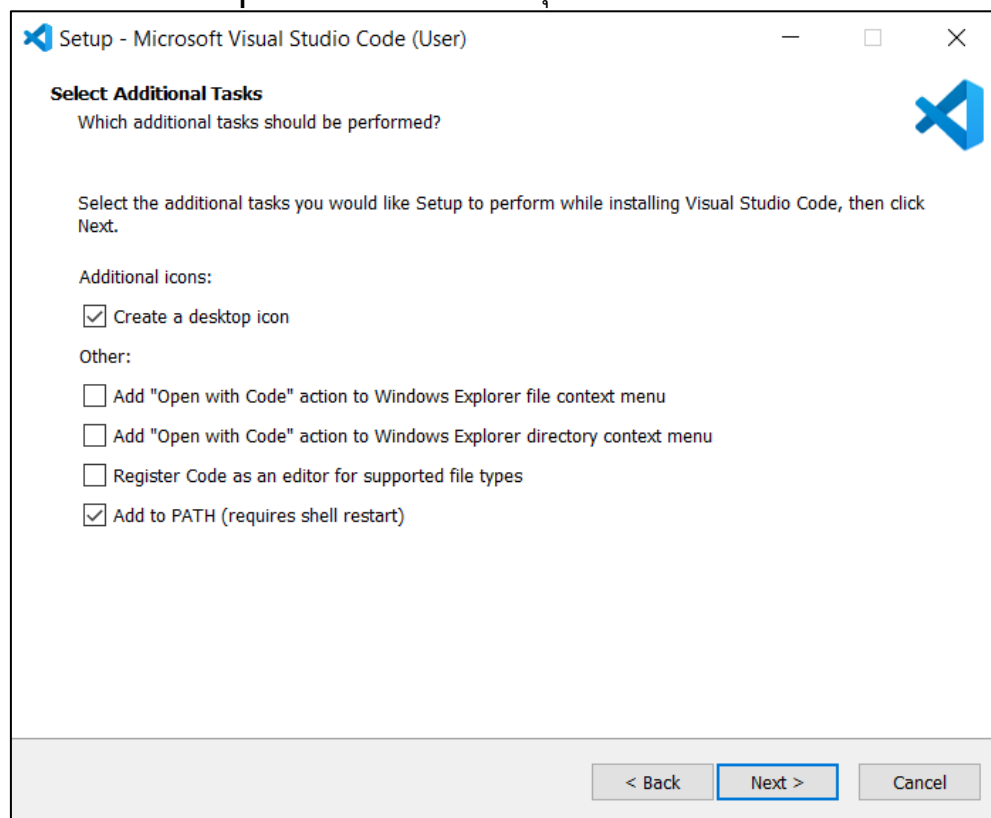 Setup - Microsoft Visual Studio Code (User)
Select Additional Tasks
Which additional tasks should be performed?
Select the additional tasks you would like Setup to perform while installing Visual Studio Code, then click
Next.
Additional icons:
Create a desktop icon
Other:
Add "Open with Code" action to Windows Explorer file context menu
Add "Open with Code" action to Windows Explorer directory context menu
Register Code as an editor for supported file types
Add to PATH (requires shell restart)
< Back Next > Cancel